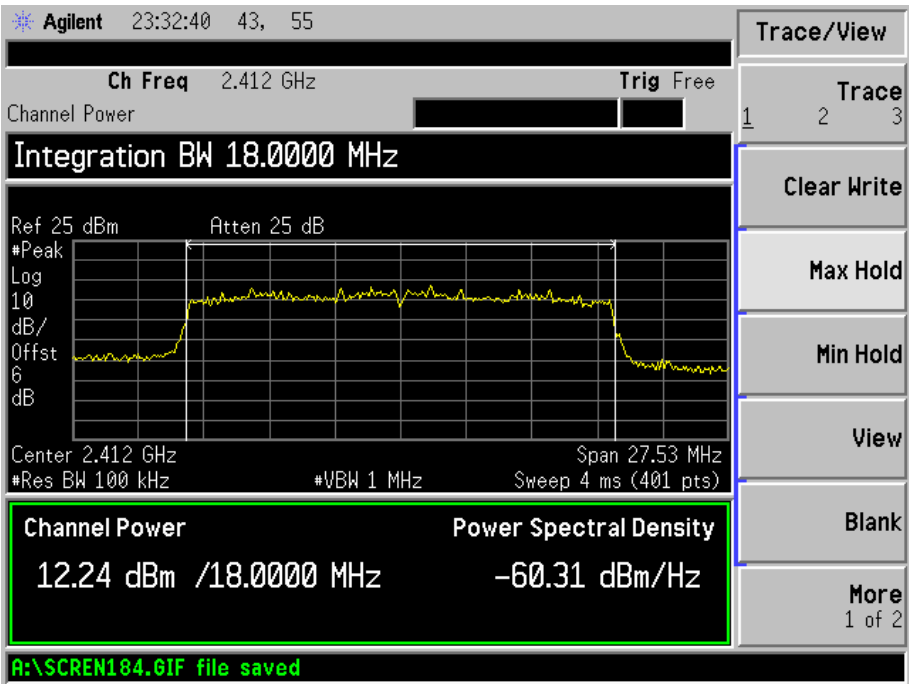 Agilent 23:32:40 43, 55
Trace/View
Ch Freq 2.412 GHz Trig Free
Channel Power
Trace
1 2 3
Integration BW 18.0000 MHz
Clear Write
Ref 25 dBm Atten 25 dB
#Peak
Log
10
dB/
Offst
6
dB
Max Hold
Min Hold
Center 2.412 GHz Span 27.53 MHz
#Res BW 100 kHz #VBW 1 MHz Sweep 4 ms (401 pts)
View
Channel Power Power Spectral Density
12.24 dBm /18.0000 MHz -60.31 dBm/Hz
Blank
More
1 of 2
A:\SCREN184.GIF file saved